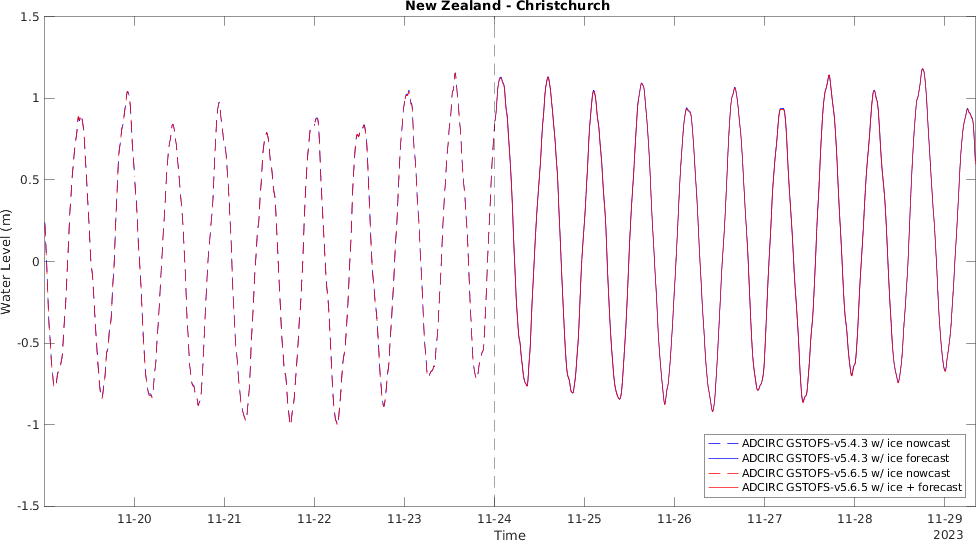 New Zealand - Christchurch
1.5
1
0.5
0
-0.5
-1
-1.5
Water Level (m)
11-20
11-21
11-22
11-23
11-24
11-25
11-26
11-27
11-28
11-29
2023
Time
ADCIRC GSTOFS-v5.4.3 w/ ice nowcast
ADCIRC GSTOFS-v5.4.3 w/ ice forecast
ADCIRC GSTOFS-v5.6.5 w/ ice nowcast
ADCIRC GSTOFS-v5.6.5 w/ ice + forecast